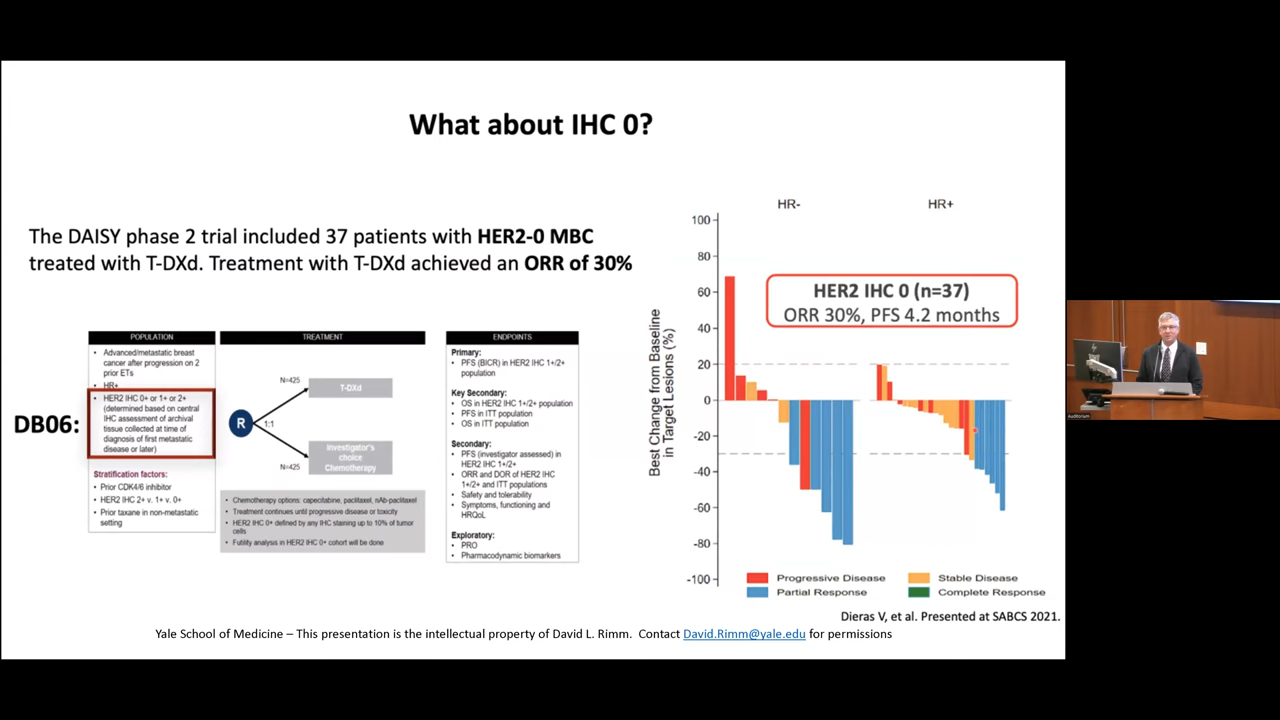 What about IHC 0?
The DAISY phase 2 trial included 37 patients with HER2-0 MBC
treated with T-DXd. Treatment with T-DXd achieved an ORR of 30%
DB06:
POPULATION
• Advanced/metastatic breast
cancer after progression on 2
prior ETs
• HR+
• HER2 IHC 0+ or 1+ or 2+
(determined based on central
IHC assessment of archival
tissue collected at time of
diagnosis of first metastatic
disease or later)
Stratification factors:
• Prior CDK4/6 inhibitor
• HER2 IHC 2+ v. 1+ v. 0+
• Prior taxane in non-metastatic
setting
TREATMENT
N=425
T-DXd
R
1:1
Investigator's
choice
Chemotherapy
N=425
• Chemotherapy options: capecitabine, paclitaxel, nAb-paclitaxel
• Treatment continues until progressive disease or toxicity
• HER2 IHC 0+ defined by any IHC staining up to 10% of tumor
cells
• Futility analysis in HER2 IHC 0+ cohort will be done
ENDPOINTS
Primary:
• PFS (BICR) in HER2 IHC 1+/2+
population
Key Secondary:
• OS in HER2 IHC 1+/2+ population
• PFS in ITT population
• OS in ITT population
Secondary:
• PFS (investigator assessed) in
HER2 IHC 1+/2+
• ORR and DOR of HER2 IHC
1+/2+ and ITT populations
• Safety and tolerability
• Symptoms, functioning and
HRQoL
Exploratory:
• PRO
• Pharmacodynamic biomarkers
HR-
HR+
HER2 IHC 0 (n=37)
ORR 30%, PFS 4.2 months
Best Change from Baseline
in Target Lesions (%)
100
80
60
40
20
0
-20
-40
-60
-80
-100
Progressive Disease
Stable Disease
Partial Response
Complete Response
Dieras V, et al. Presented at SABCS 2021.
Yale School of Medicine – This presentation is the intellectual property of David L. Rimm. Contact David.Rimm@yale.edu for permissions
Auditorium